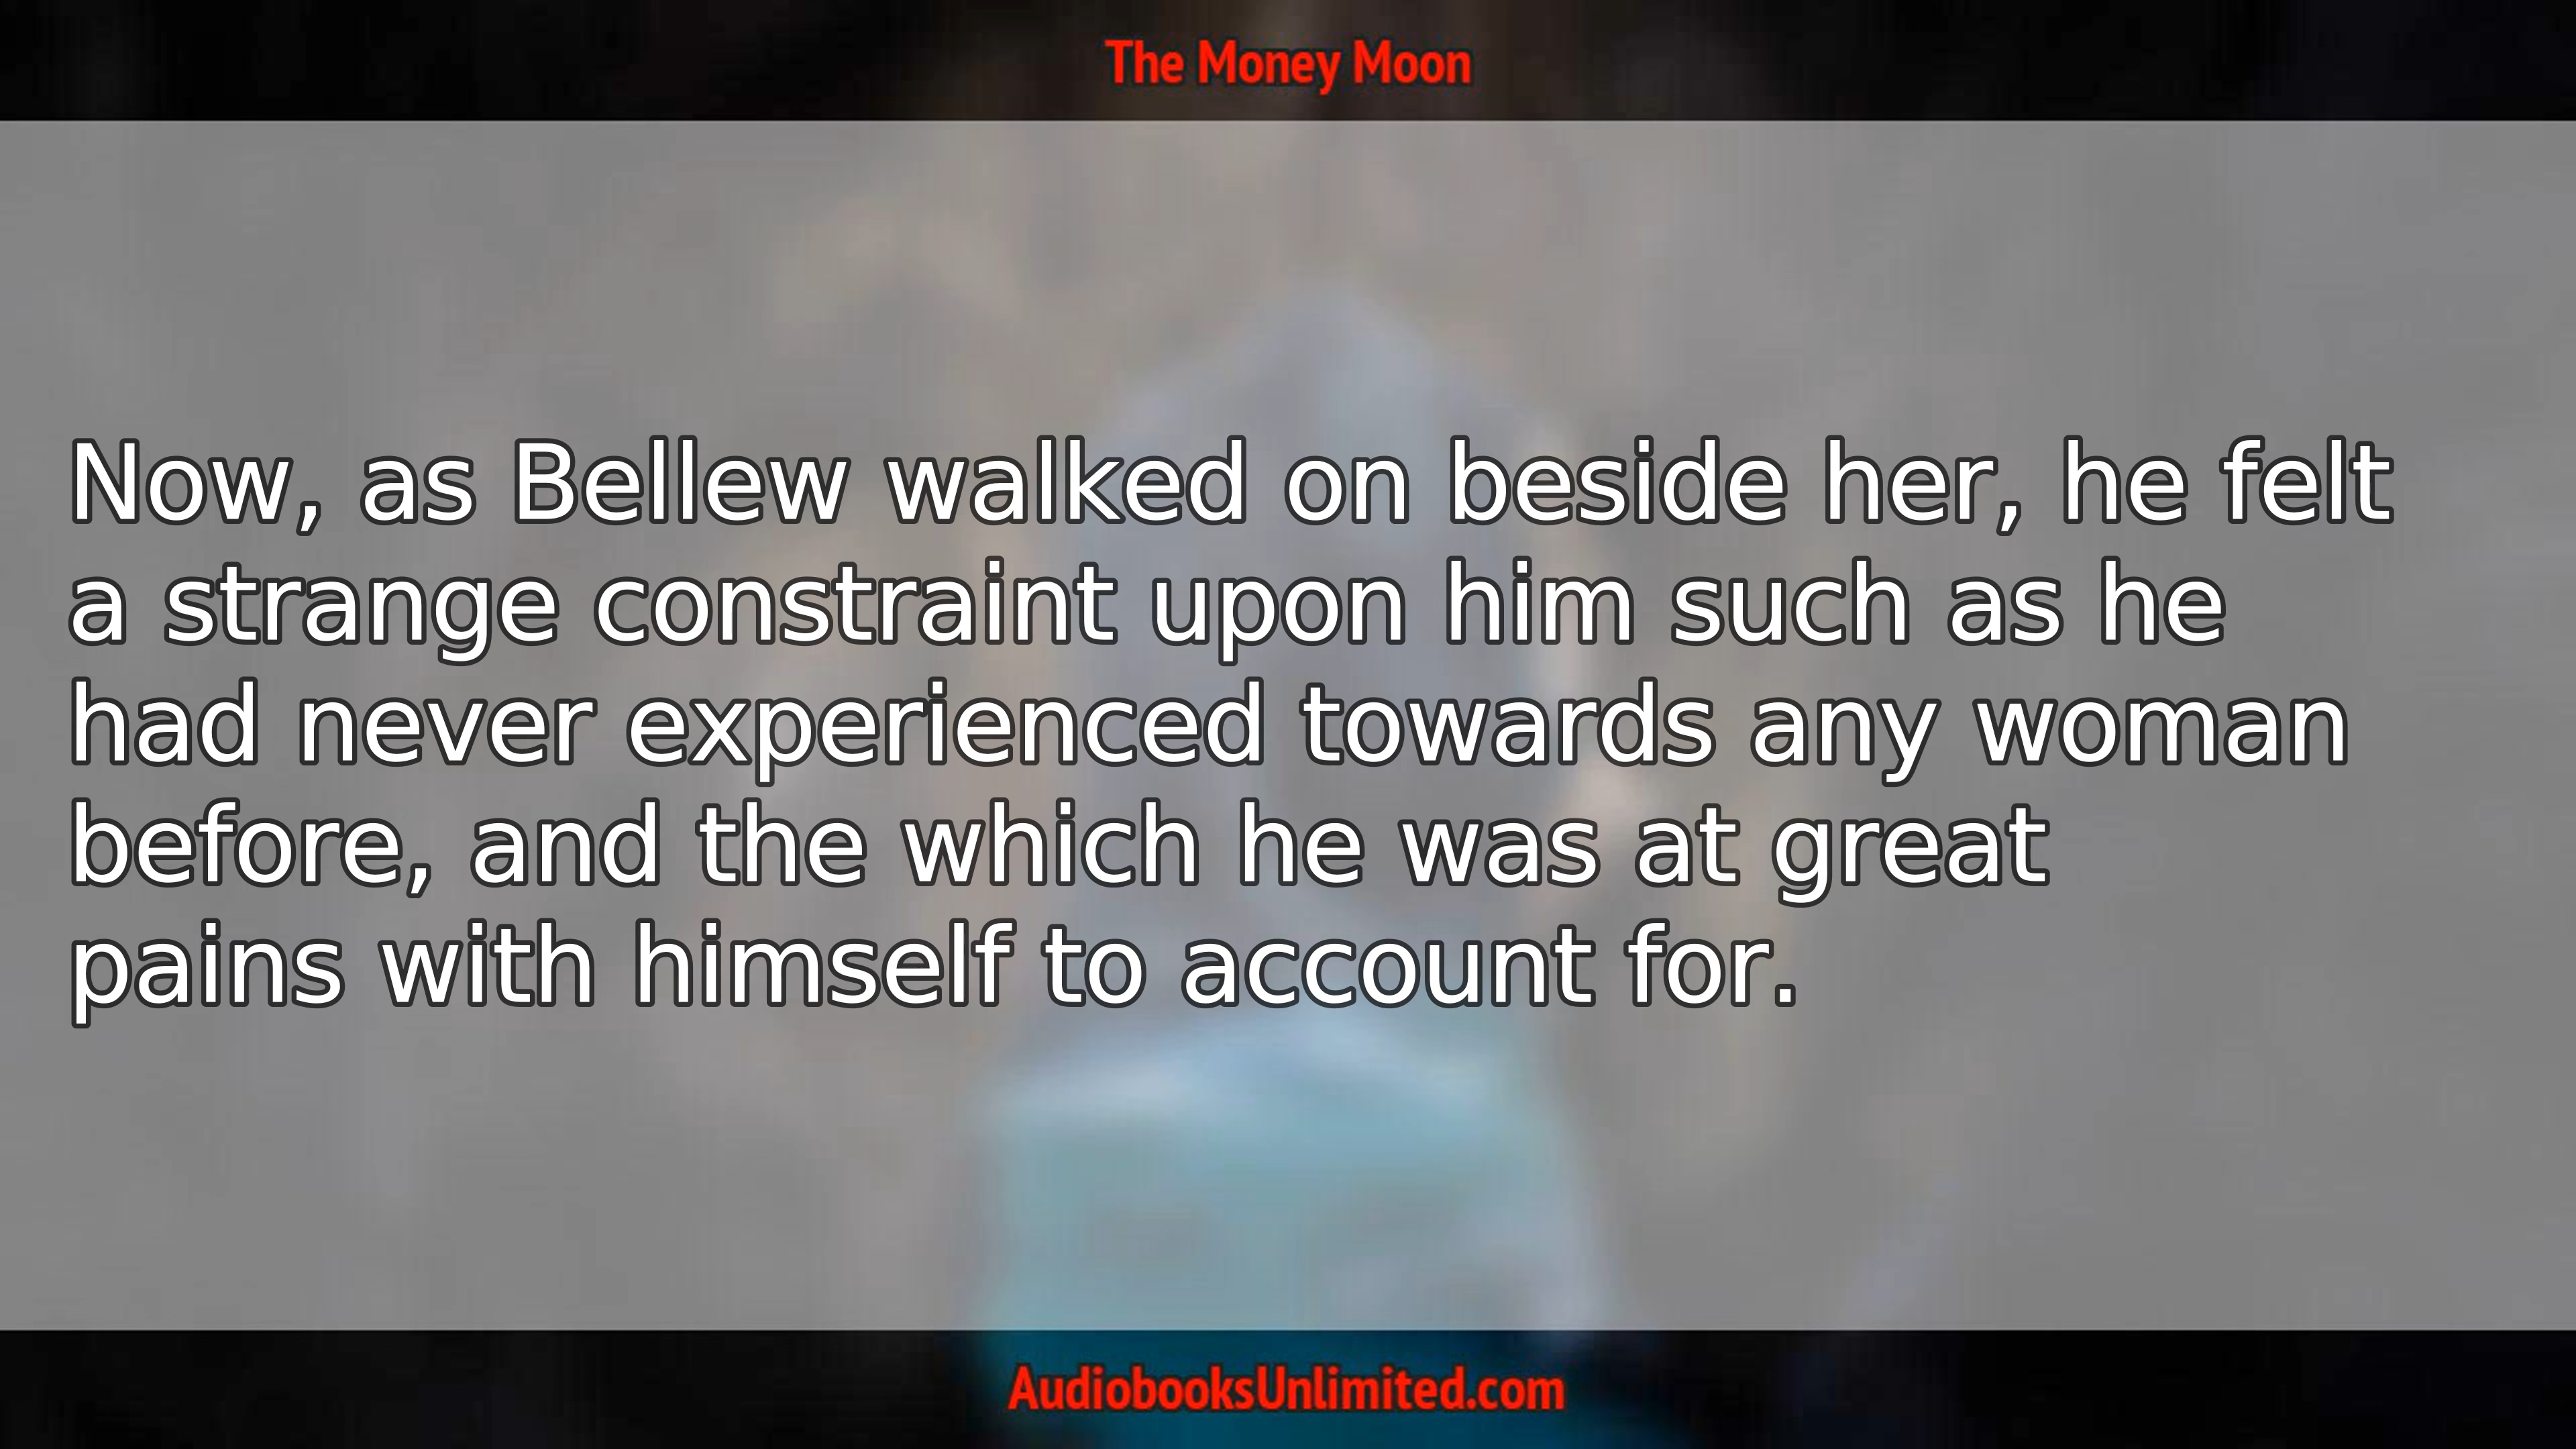 The Money Moon
Now, as Bellew walked on beside her, he felt
a strange constraint upon him such as he
had never experienced towards any woman
before, and the which he was at great
pains with himself to account for.
AudiobooksUnlimited.com